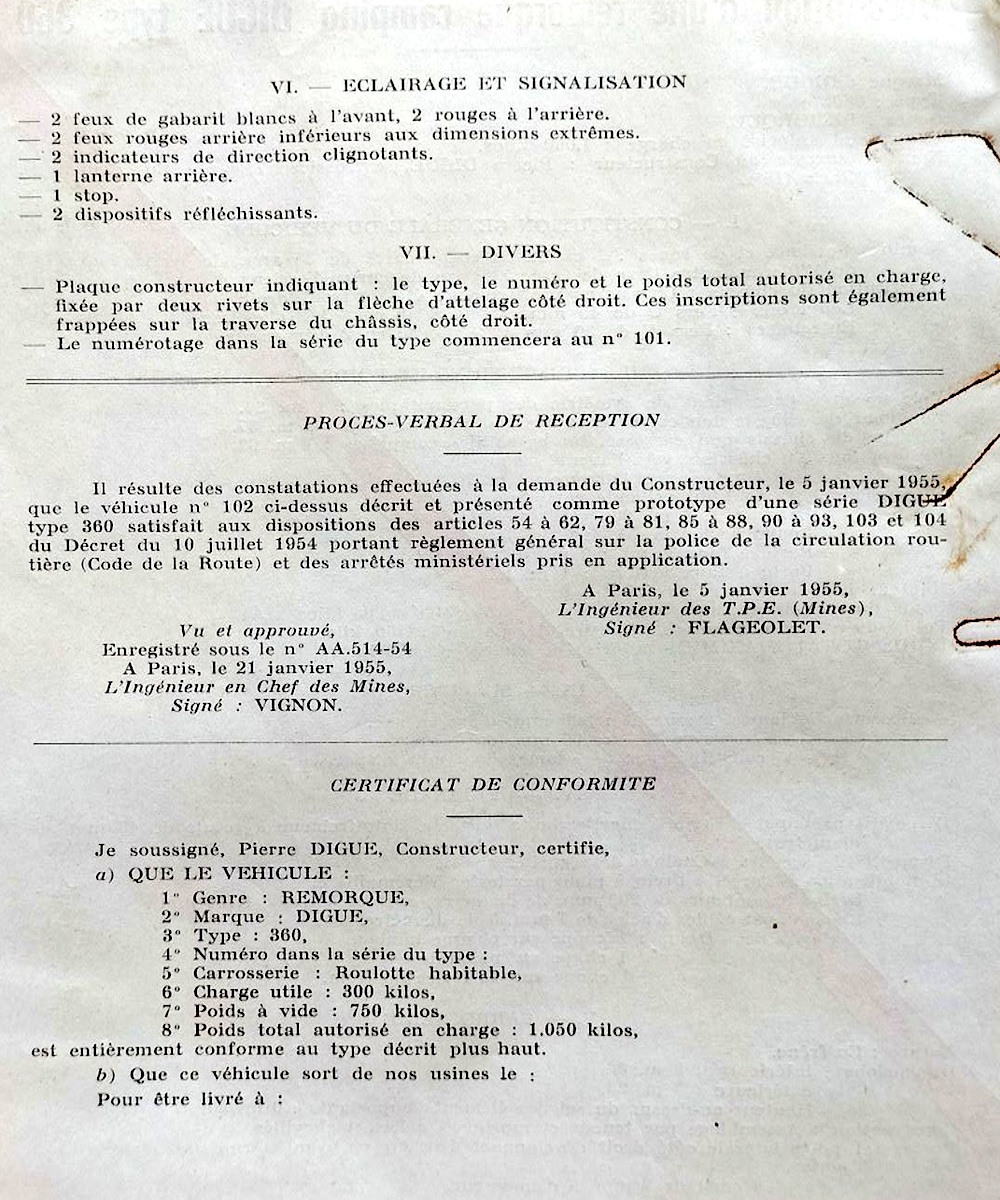 VI. — ECLAIRAGE ET SIGNALISATION
— 2 feux de gabarit blancs à l'avant, 2 rouges à l'arrière.
— 2 feux rouges arrière inférieurs aux dimensions extrêmes.
— 2 indicateurs de direction clignotants.
— 1 lanterne arrière.
— 1 stop.
— 2 dispositifs réfléchissants.
VII. — DIVERS
— Plaque constructeur indiquant : le type, le numéro et le poids total autorisé en charge,
fixée par deux rivets sur la flèche d'attelage côté droit. Ces inscriptions sont également
frappées sur la traverse du châssis, côté droit.
— Le numérotage dans la série du type commencera au n° 101.
PROCES-VERBAL DE RECEPTION
Il résulte des constatations effectuées à la demande du Constructeur, le 5 janvier 1955,
que le véhicule n° 102 ci-dessus décrit et présenté comme prototype d'une série DIGUE
type 360 satisfait aux dispositions des articles 54 à 62, 79 à 81, 85 à 88, 90 à 93, 103 et 104
du Décret du 10 juillet 1954 portant règlement général sur la police de la circulation rou-
tière (Code de la Route) et des arrêtés ministériels pris en application.
A Paris, le 5 janvier 1955,
L'Ingénieur des T.P.E. (Mines),
Signé : FLAGEOLET.
Vu et approuvé,
Enregistré sous le n° AA.514-54
A Paris, le 21 janvier 1955,
L'Ingénieur en Chef des Mines,
Signé : VIGNON.
CERTIFICAT DE CONFORMITE
Je soussigné, Pierre DIGUE, Constructeur, certifie,
a) QUE LE VEHICULE :
1° Genre : REMORQUE,
2° Marque : DIGUE,
3° Type : 360,
4° Numéro dans la série du type :
5° Carrosserie : Roulotte habitable,
6° Charge utile : 300 kilos,
7° Poids à vide : 750 kilos,
8° Poids total autorisé en charge : 1.050 kilos,
est entièrement conforme au type décrit plus haut.
b) Que ce véhicule sort de nos usines le :
Pour être livré à :